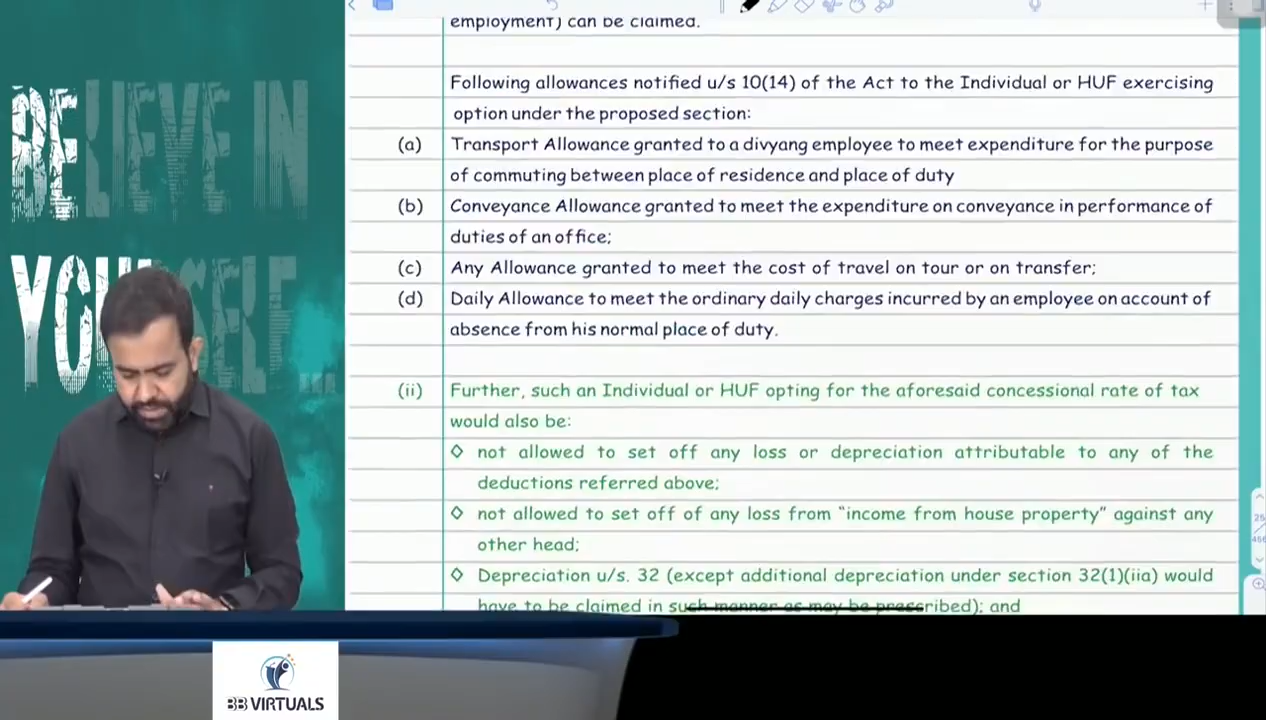 BELIEVE IN
employment) can be claimed.
Following allowances notified u/s 10(14) of the Act to the Individual or HUF exercising
option under the proposed section:
(a) Transport Allowance granted to a divyang employee to meet expenditure for the purpose
of commuting between place of residence and place of duty
(b) Conveyance Allowance granted to meet the expenditure on conveyance in performance of
duties of an office;
(c) Any Allowance granted to meet the cost of travel on tour or on transfer;
(d) Daily Allowance to meet the ordinary daily charges incurred by an employee on account of
absence from his normal place of duty.
(ii) Further, such an Individual or HUF opting for the aforesaid concessional rate of tax
would also be:
◇ not allowed to set off any loss or depreciation attributable to any of the
deductions referred above;
◇ not allowed to set off of any loss from “income from house property” against any
other head;
◇ Depreciation u/s. 32 (except additional depreciation under section 32(1)(iia) would
have to be claimed in such manner as may be prescribed); and
YOURSELF...
BB VIRTUALS